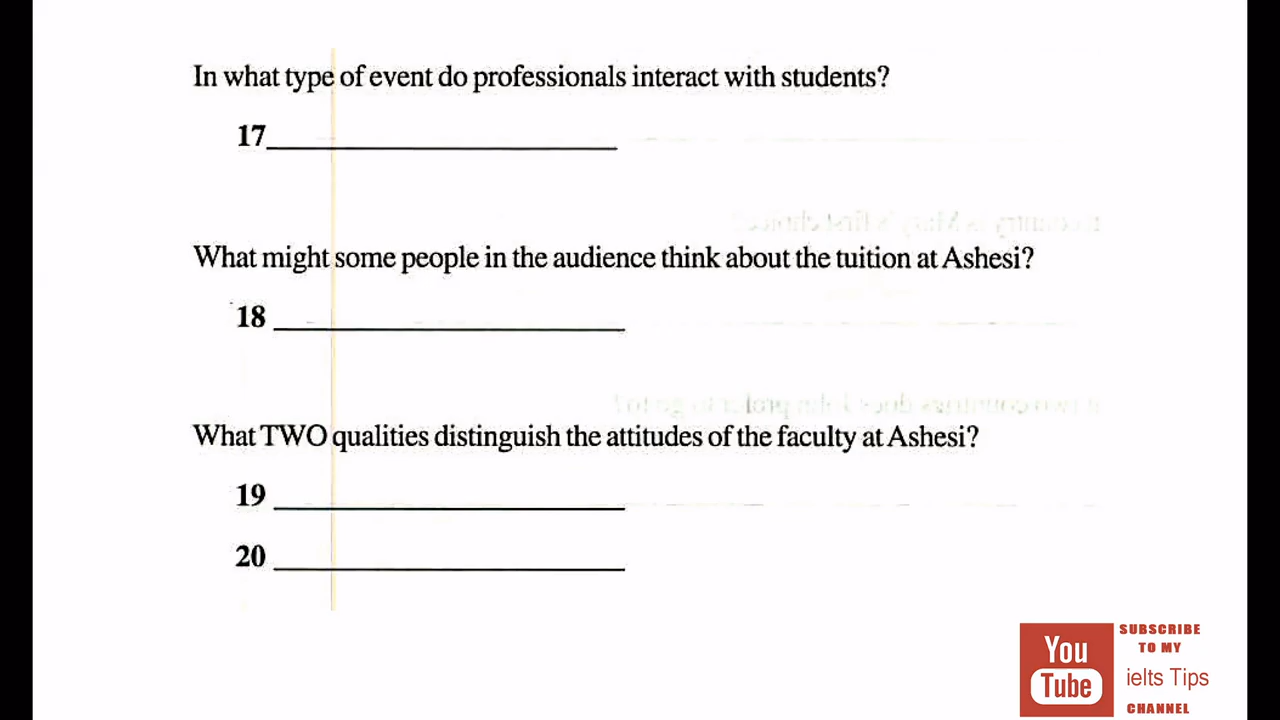 In what type of event do professionals interact with students?
17
What might some people in the audience think about the tuition at Ashesi?
18
What TWO qualities distinguish the attitudes of the faculty at Ashesi?
19
20
You
Tube
SUBSCRIBE
TO MY
ielts Tips
CHANNEL